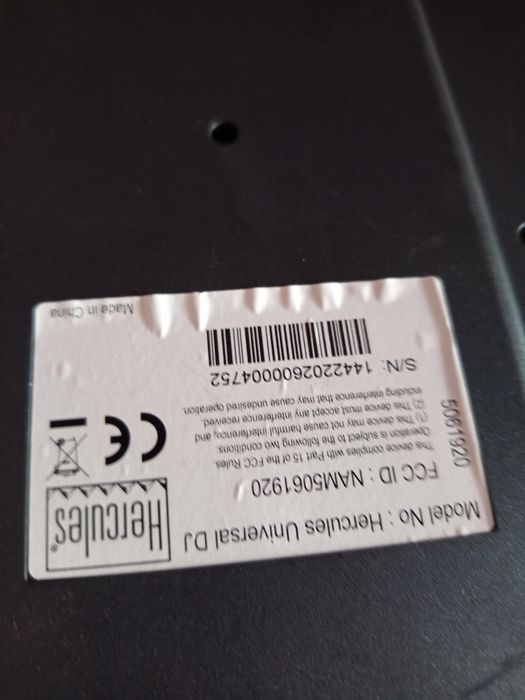 Model No : Hercules Universal DJ
FCC ID : NAM5061920
This device complies with Part 15 of the FCC Rules.
Operation is subject to the following two conditions:
(1) This device may not cause harmful interference, and
(2) This device must accept any interference received,
including interference that may cause undesired operation
5061920
S/N: 1442202600004752
Hercules®
CE
Made in China